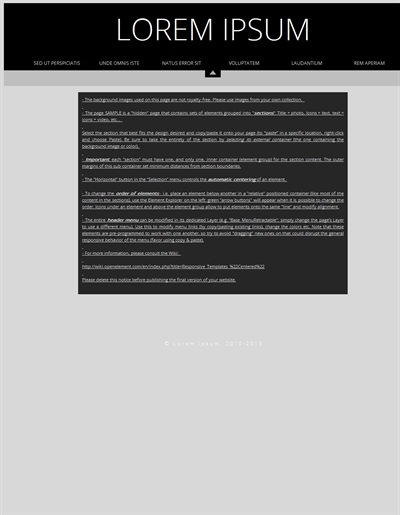 LOREM IPSUM
SED UT PERSPICIATIS UNDE OMNIS ISTE NATUS ERROR SIT VOLUPTATEM LAUDANTIUM REM APERIAM
- The background images used on this page are not royalty free. Please use images from your own collection.
- The page SAMPLE is a "hidden" page that contains sets of elements grouped into "sections": Title + photo, Icons + text, text +
icons + video, etc...
Select the section that best fits the design desired and copy/paste it onto your page (to "paste" in a specific location, right-click
and choose Paste). Be sure to take the entirety of the section by selecting its external container (the one containing the
background image or color).
- Important: each "section" must have one, and only one, inner container (element group) for the section content. The outer
margins of this sub-container set minimum distances from section boundaries.
- The "Horizontal" button in the "Selection" menu controls the automatic centering of an element.
- To change the order of elements - i.e. place an element below another in a "relative" positioned container (like most of
the content in the sections), use the Element Explorer on the left: green "arrow buttons" will appear when it is possible to change the
order. Icons under an element and above the element group allow to put elements onto the same "line" and modify alignment.
- The entire header menu can be modified in its dedicated Layer (e.g. "Base MenuRetractable"; simply change the page's Layer
to use a different menu). Use this to modify menu links (by copy/pasting existing links), change the colors etc. Note that these
elements are pre-programmed to work with one another, so try to avoid "dragging" new ones on that could disrupt the general
responsive behavior of the menu (favor using copy & paste).
- For more information, please consult the Wiki:
http://wiki.openelement.com/en/index.php?title=Responsive_Templates_%22Centered%22
Please delete this notice before publishing the final version of your website.
© Lorem Ipsum, 2010-2015